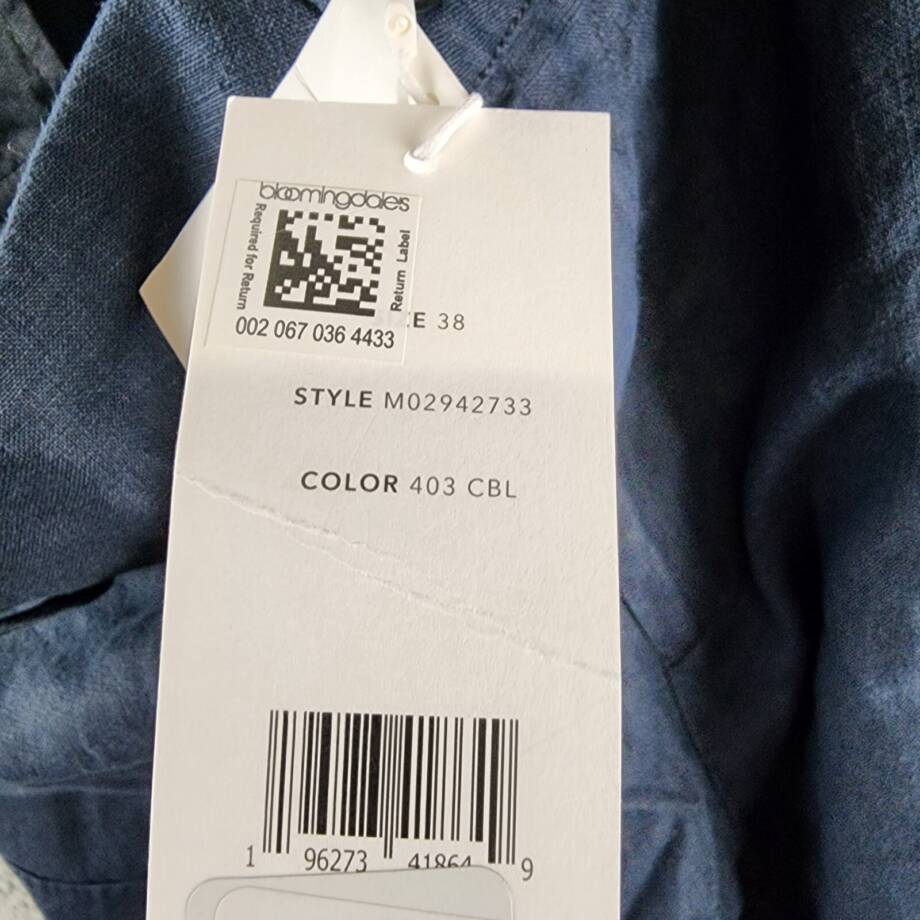 bloomingdale's
Required for Return
Return Label
002 067 036 4433
E 38
STYLE M02942733
COLOR 403 CBL
1 96273 41864 9